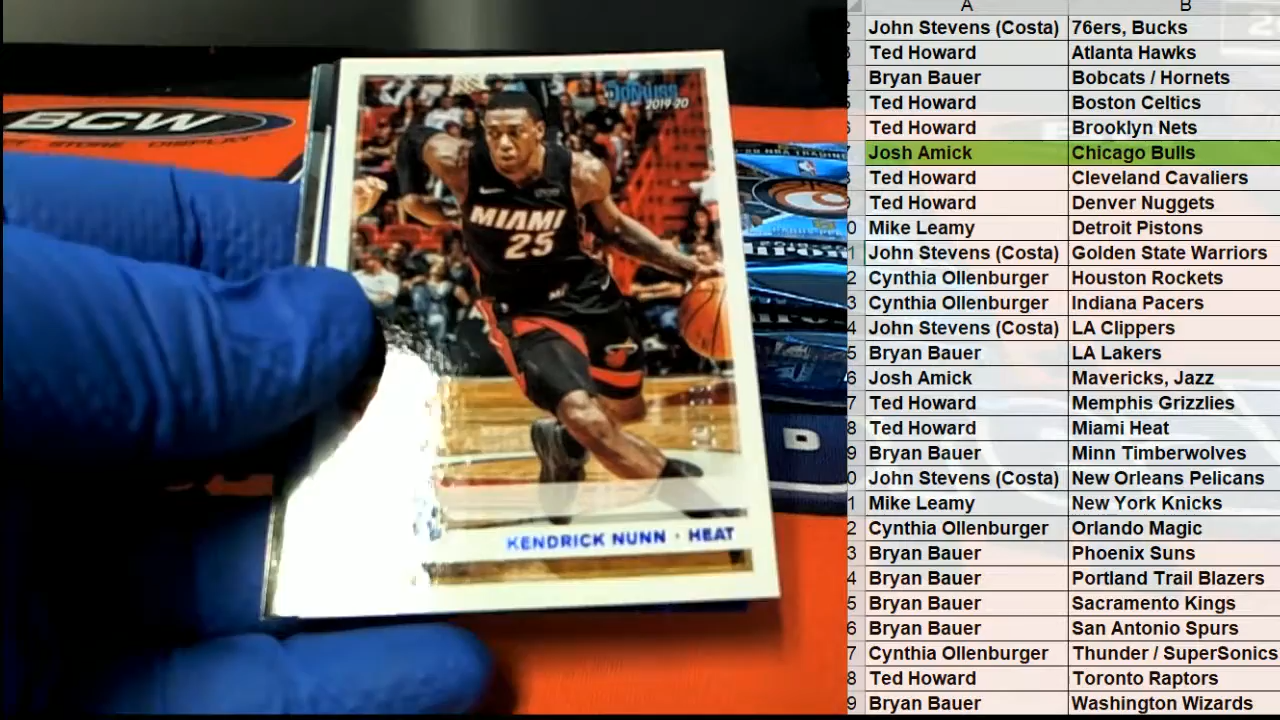 BCW
STORE DISPLAY
Donruss
2019-20
MIAMI
25
KENDRICK NUNN · HEAT
D
A B
John Stevens (Costa) 76ers, Bucks
Ted Howard Atlanta Hawks
Bryan Bauer Bobcats / Hornets
Ted Howard Boston Celtics
Ted Howard Brooklyn Nets
Josh Amick Chicago Bulls
Ted Howard Cleveland Cavaliers
Ted Howard Denver Nuggets
Mike Leamy Detroit Pistons
John Stevens (Costa) Golden State Warriors
Cynthia Ollenburger Houston Rockets
Cynthia Ollenburger Indiana Pacers
John Stevens (Costa) LA Clippers
Bryan Bauer LA Lakers
Josh Amick Mavericks, Jazz
Ted Howard Memphis Grizzlies
Ted Howard Miami Heat
Bryan Bauer Minn Timberwolves
John Stevens (Costa) New Orleans Pelicans
Mike Leamy New York Knicks
Cynthia Ollenburger Orlando Magic
Bryan Bauer Phoenix Suns
Bryan Bauer Portland Trail Blazers
Bryan Bauer Sacramento Kings
Bryan Bauer San Antonio Spurs
Cynthia Ollenburger Thunder / SuperSonics
Ted Howard Toronto Raptors
Bryan Bauer Washington Wizards